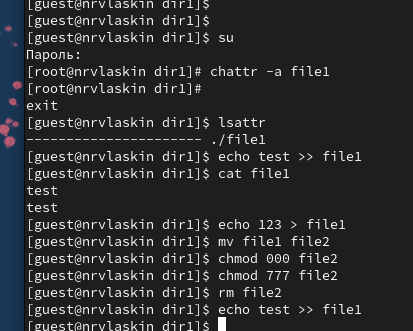 [guest@nrvlaskin dir1]$
[guest@nrvlaskin dir1]$
[guest@nrvlaskin dir1]$ su
Пароль:
[root@nrvlaskin dir1]# chattr -a file1
[root@nrvlaskin dir1]#
exit
[guest@nrvlaskin dir1]$ lsattr
---------------------- ./file1
[guest@nrvlaskin dir1]$ echo test >> file1
[guest@nrvlaskin dir1]$ cat file1
test
test
[guest@nrvlaskin dir1]$ echo 123 > file1
[guest@nrvlaskin dir1]$ mv file1 file2
[guest@nrvlaskin dir1]$ chmod 000 file2
[guest@nrvlaskin dir1]$ chmod 777 file2
[guest@nrvlaskin dir1]$ rm file2
[guest@nrvlaskin dir1]$ echo test >> file1
[guest@nrvlaskin dir1]$